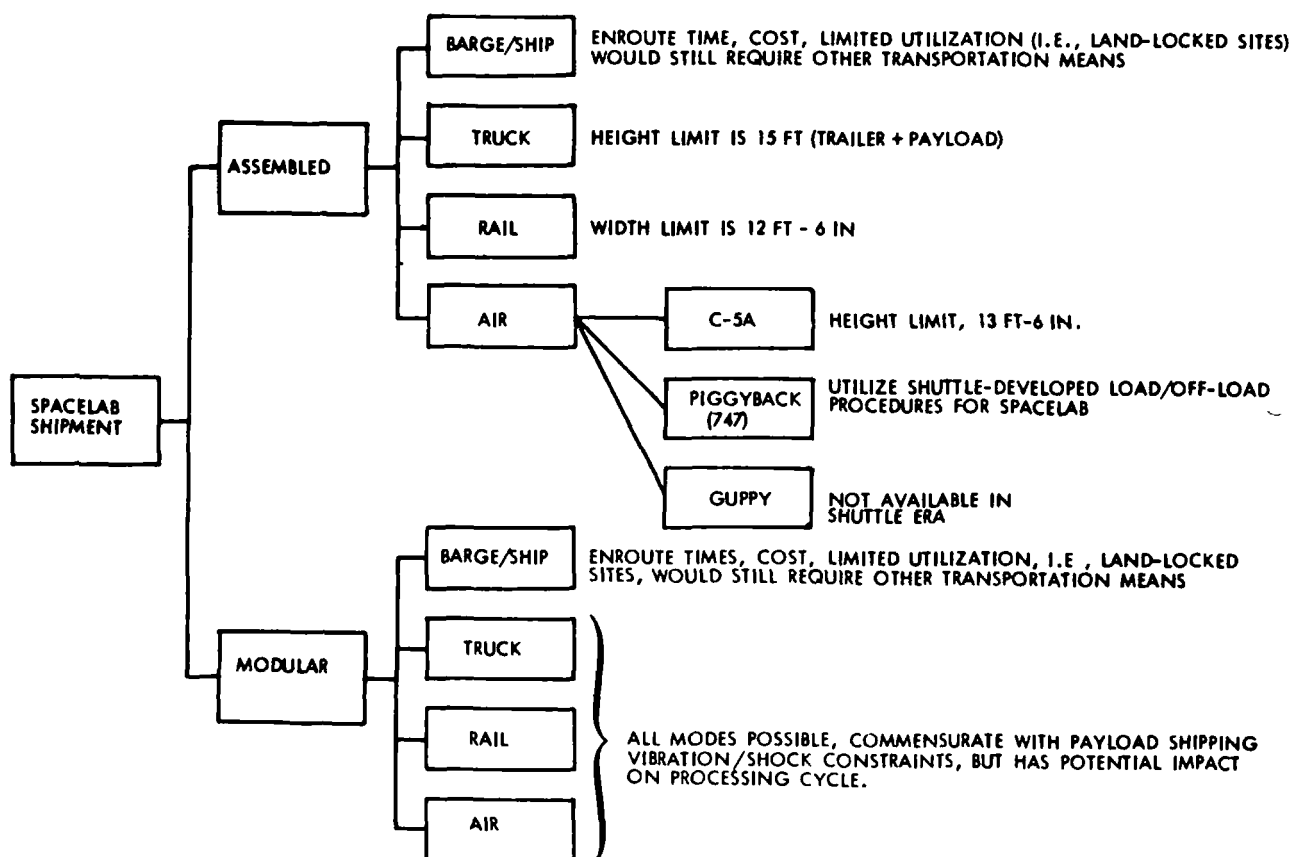 BARGE/SHIP
ENROUTE TIME, COST, LIMITED UTILIZATION (I.E., LAND-LOCKED SITES)
WOULD STILL REQUIRE OTHER TRANSPORTATION MEANS
ASSEMBLED
TRUCK
HEIGHT LIMIT IS 15 FT (TRAILER + PAYLOAD)
RAIL
WIDTH LIMIT IS 12 FT - 6 IN
AIR
C-5A
HEIGHT LIMIT, 13 FT-6 IN.
SPACELAB
SHIPMENT
PIGGYBACK
(747)
UTILIZE SHUTTLE-DEVELOPED LOAD/OFF-LOAD
PROCEDURES FOR SPACELAB
GUPPY
NOT AVAILABLE IN
SHUTTLE ERA
BARGE/SHIP
ENROUTE TIMES, COST, LIMITED UTILIZATION, I.E , LAND-LOCKED
SITES, WOULD STILL REQUIRE OTHER TRANSPORTATION MEANS
MODULAR
TRUCK
RAIL
AIR
ALL MODES POSSIBLE, COMMENSURATE WITH PAYLOAD SHIPPING
VIBRATION/SHOCK CONSTRAINTS, BUT HAS POTENTIAL IMPACT
ON PROCESSING CYCLE.